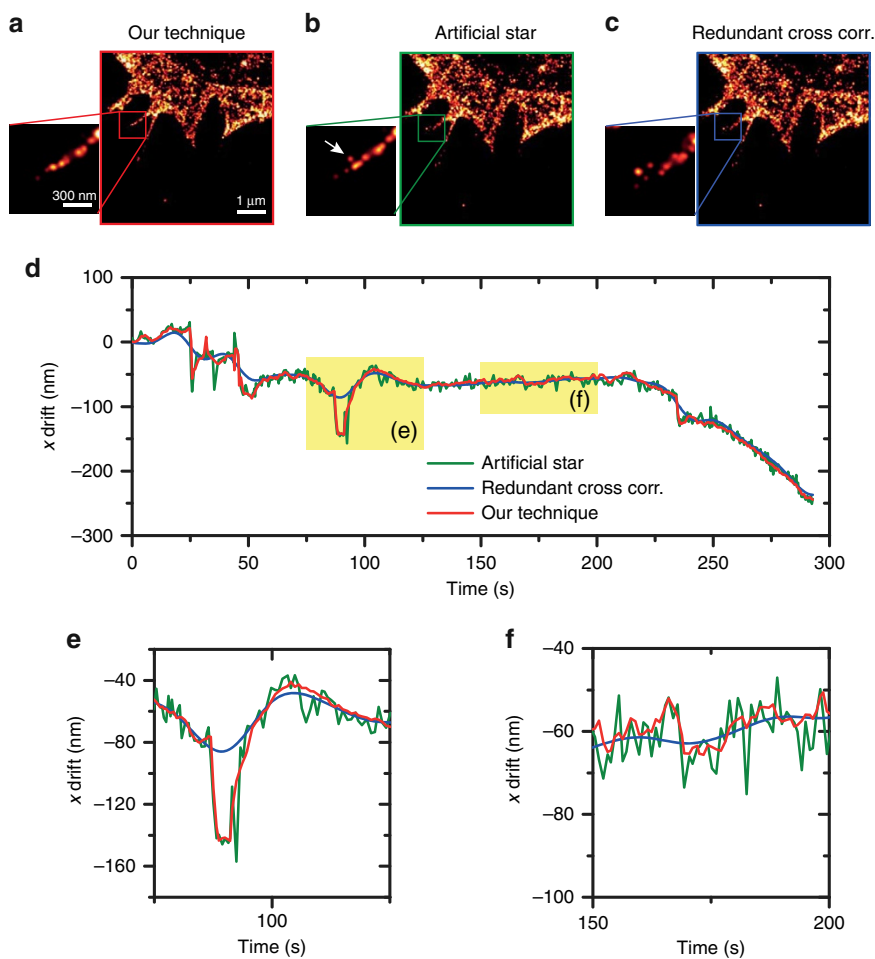 a
Our technique
300 nm
1 µm
b
Artificial star
c
Redundant cross corr.
d
100
0
−100
−200
−300
x drift (nm)
(e)
(f)
Artificial star
Redundant cross corr.
Our technique
0
50
100
150
200
250
300
Time (s)
e
−40
−80
−120
−160
x drift (nm)
100
Time (s)
f
−40
−60
−80
−100
x drift (nm)
150
200
Time (s)